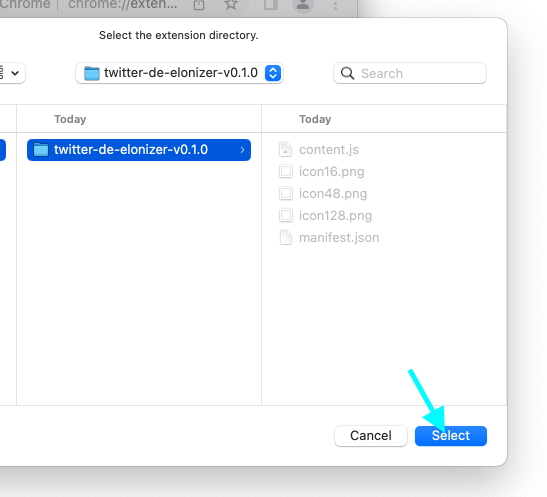 Chrome | chrome://exten...
Select the extension directory.
twitter-de-elonizer-v0.1.0
Search
Today
Today
twitter-de-elonizer-v0.1.0
content.js
icon16.png
icon48.png
icon128.png
manifest.json
Cancel
Select